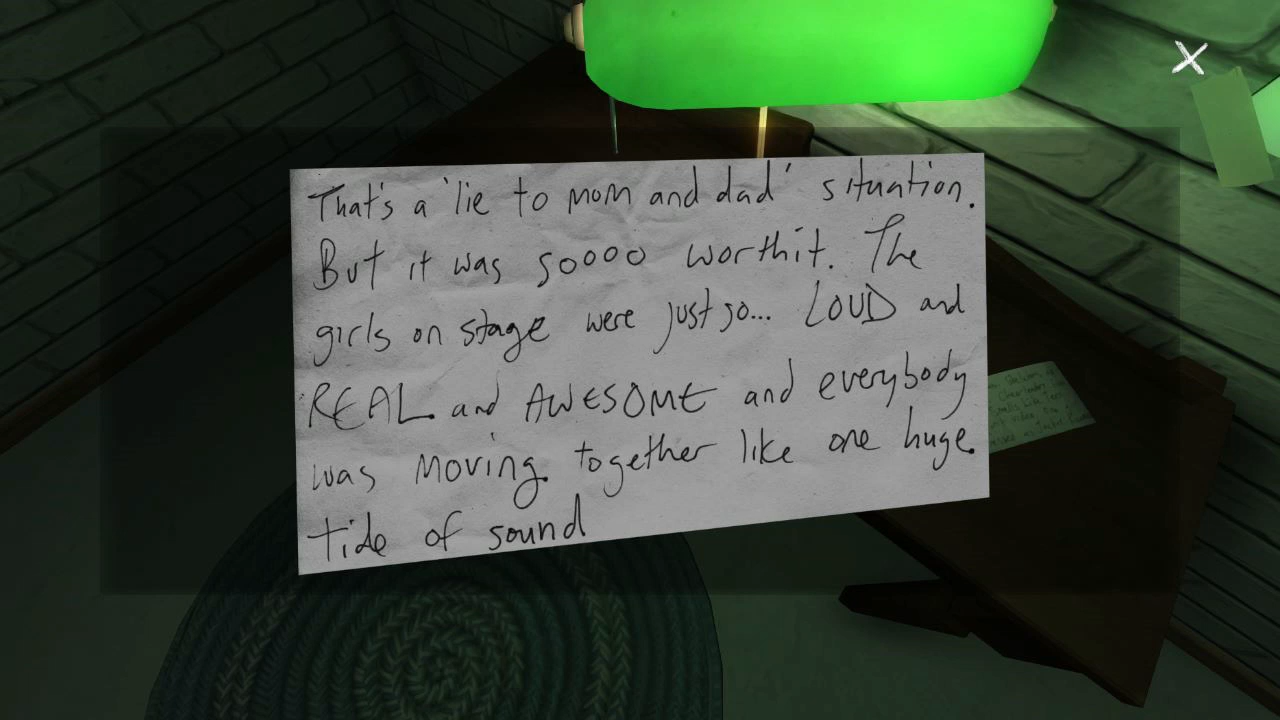 That's a 'lie to mom and dad' situation.
But it was soooo worthit. The
girls on stage were just so... LOUD and
REAL and AWESOME and everybody
was moving together like one huge
tide of sound